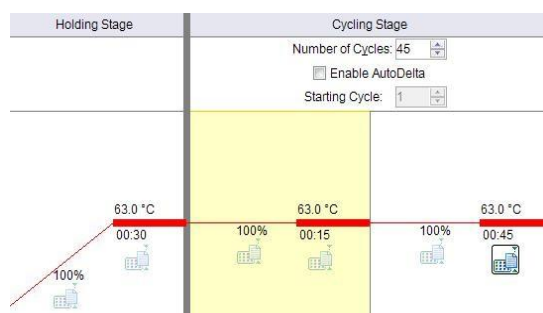 Holding Stage
Cycling Stage
Number of Cycles: 45
Enable AutoDelta
Starting Cycle: 1
63.0 °C
63.0 °C
63.0 °C
00:30
100%
00:15
100%
00:45
100%